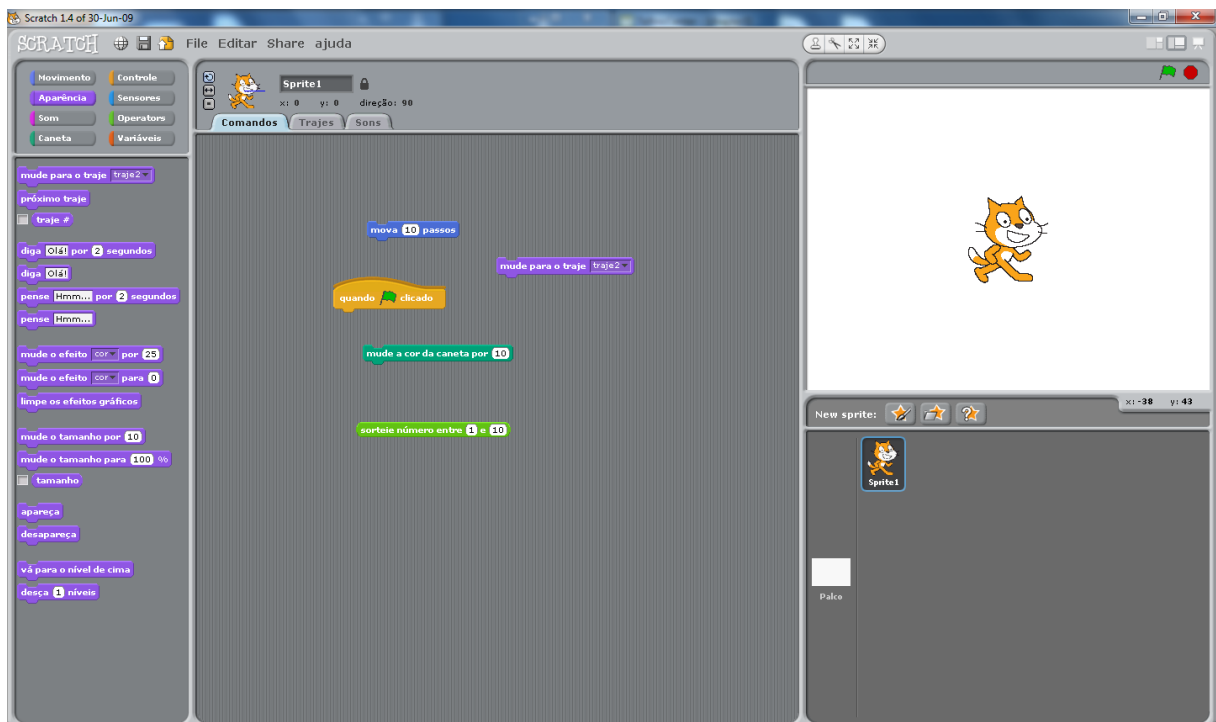 Scratch 1.4 of 30-Jun-09
SCRATCH File Editar Share ajuda
Movimento Controle
Aparência Sensores
Som Operators
Caneta Variáveis
mude para o traje traje2
próximo traje
traje #
diga Olá! por 2 segundos
diga Olá!
pense Hmm... por 2 segundos
pense Hmm...
mude o efeito cor por 25
mude o efeito cor para 0
limpe os efeitos gráficos
mude o tamanho por 10
mude o tamanho para 100 %
tamanho
apareça
desapareça
vá para o nível de cima
desça 1 níveis
Sprite1
x: 0 y: 0 direção: 90
Comandos Trajes Sons
mova 10 passos
mude para o traje traje2
quando clicado
mude a cor da caneta por 10
sorteie número entre 1 e 10
x: -38 y: 43
New sprite:
Sprite1
Palco